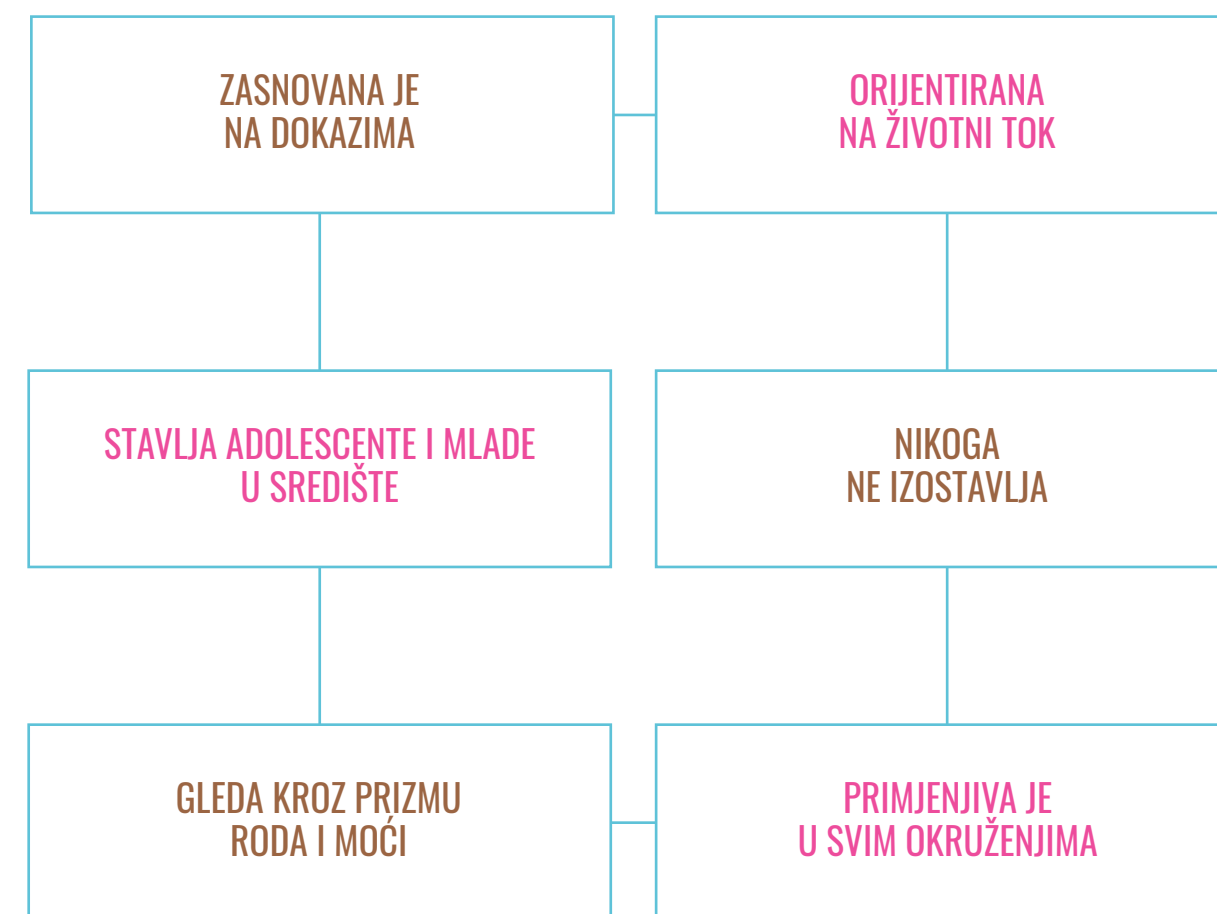 ZASNOVANA JE
NA DOKAZIMA
ORIJENTIRANA
NA ŽIVOTNI TOK
STAVLJA ADOLESCENTE I MLADE
U SREDIŠTE
NIKOGA
NE IZOSTAVLJA
GLEDA KROZ PRIZMU
RODA I MOĆI
PRIMJENJIVA JE
U SVIM OKRUŽENJIMA